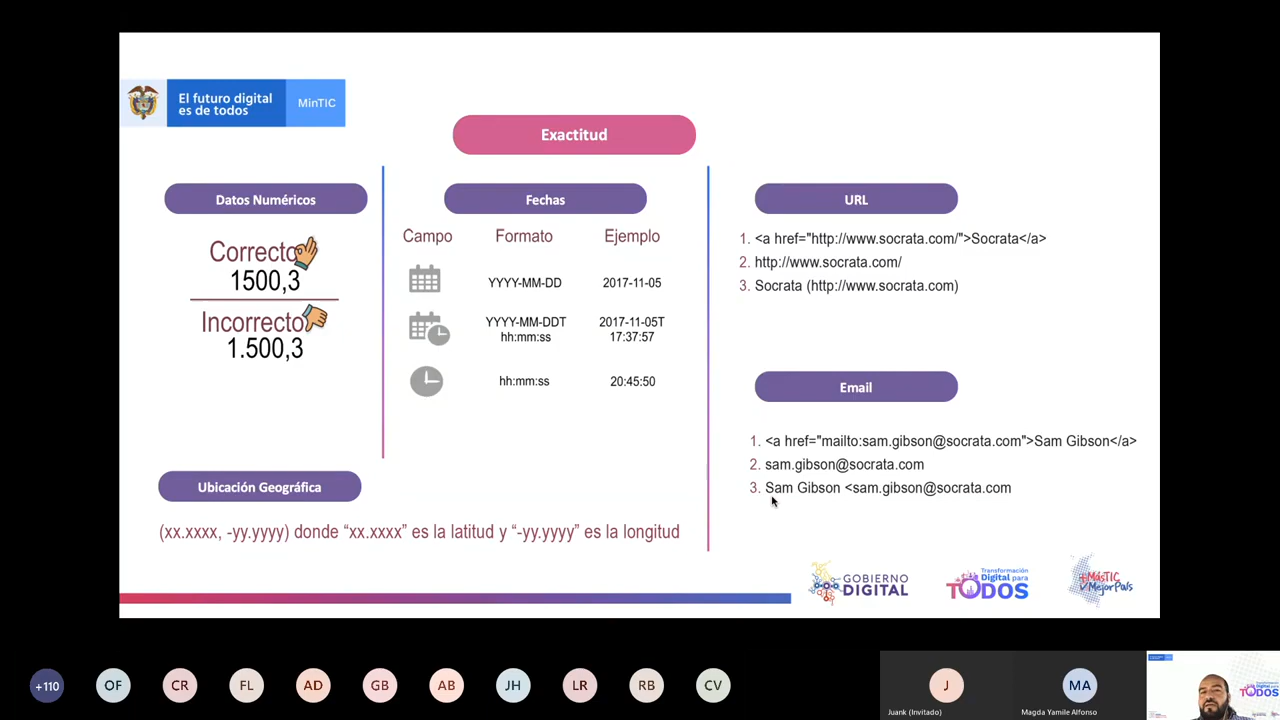 El futuro digital
es de todos
MinTIC
Exactitud
Datos Numéricos
Correcto
1500,3
Incorrecto
1.500,3
Fechas
Campo Formato Ejemplo
YYYY-MM-DD 2017-11-05
YYYY-MM-DDT 2017-11-05T
hh:mm:ss 17:37:57
hh:mm:ss 20:45:50
URL
1. <a href="http://www.socrata.com/">Socrata</a>
2. http://www.socrata.com/
3. Socrata (http://www.socrata.com)
Email
1. <a href="mailto:sam.gibson@socrata.com">Sam Gibson</a>
2. sam.gibson@socrata.com
3. Sam Gibson <sam.gibson@socrata.com
Ubicación Geográfica
(xx.xxxx, -yy.yyyy) donde “xx.xxxx” es la latitud y “-yy.yyyy” es la longitud
GOBIERNO
DIGITAL
Transformación
Digital para
TODOS
+MásTIC
MejorPaís
+110 OF CR FL AD GB AB JH LR RB CV J MA
Juank (Invitado)
Magda Yamile Alfonso
TODOS